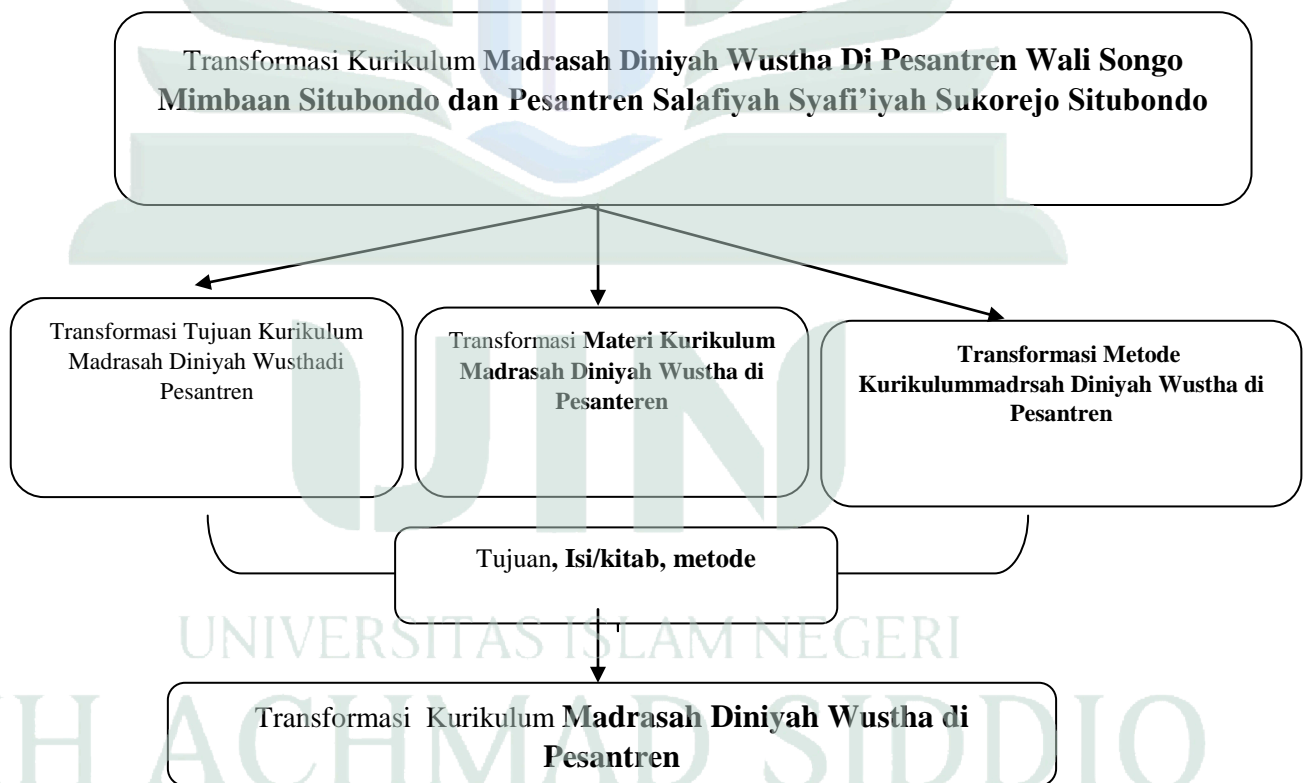 Transformasi Kurikulum Madrasah Diniyah Wustha Di Pesantren Wali Songo
Mimbaan Situbondo dan Pesantren Salafiyah Syafi'iyah Sukorejo Situbondo
Transformasi Tujuan Kurikulum
Madrasah Diniyah Wusthadi
Pesantren
Transformasi Materi Kurikulum
Madrasah Diniyah Wustha di
Pesanteren
Transformasi Metode
Kurikulummadrsah Diniyah Wustha di
Pesantren
UIN
Tujuan, Isi/kitab, metode
UNIVERSITAS ISLAM NEGERI
H ACHMAD SIDDIQ
Transformasi Kurikulum Madrasah Diniyah Wustha di
Pesantren